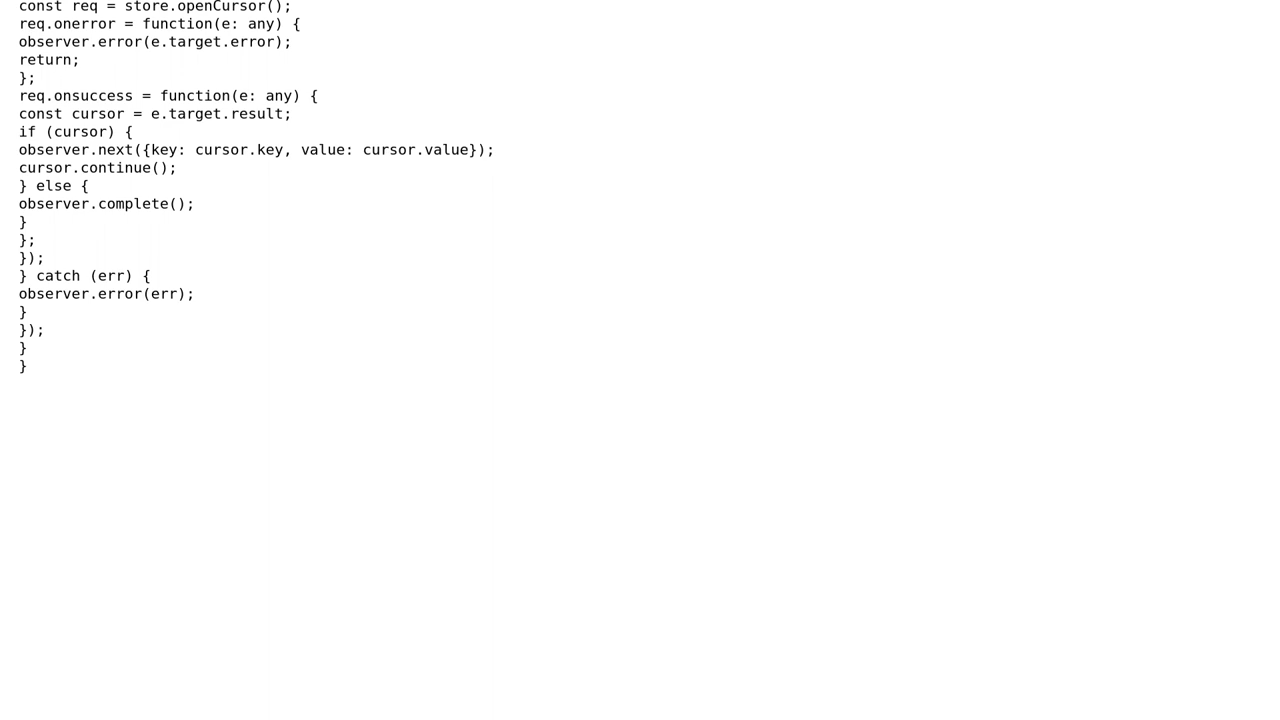 const req = store.openCursor();
req.onerror = function(e: any) {
observer.error(e.target.error);
return;
};
req.onsuccess = function(e: any) {
const cursor = e.target.result;
if (cursor) {
observer.next({key: cursor.key, value: cursor.value});
cursor.continue();
} else {
observer.complete();
}
};
});
} catch (err) {
observer.error(err);
}
});
}
}